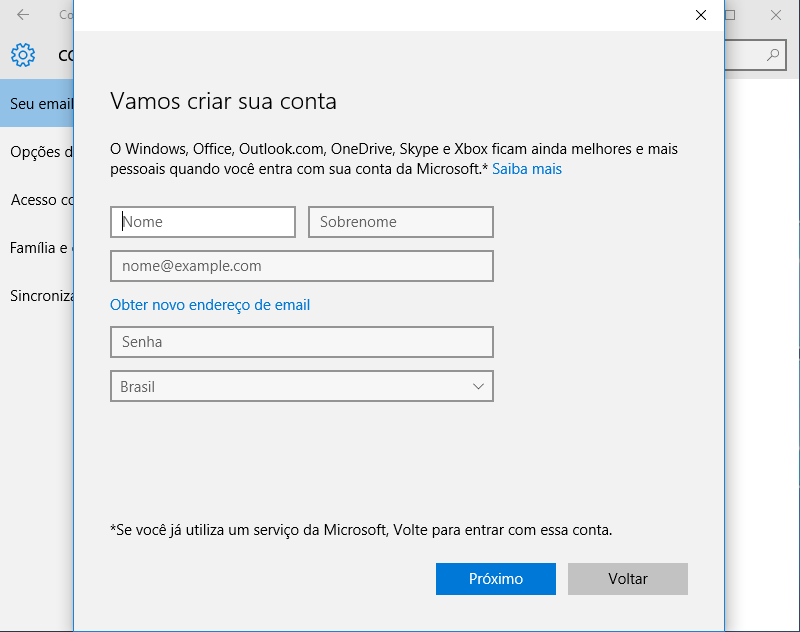 Co
CO
Seu email
Opções d
Acesso co
Família e
Sincroniza
Vamos criar sua conta
O Windows, Office, Outlook.com, OneDrive, Skype e Xbox ficam ainda melhores e mais
pessoais quando você entra com sua conta da Microsoft.* Saiba mais
Nome Sobrenome
nome@example.com
Obter novo endereço de email
Senha
Brasil
*Se você já utiliza um serviço da Microsoft, Volte para entrar com essa conta.
Próximo Voltar